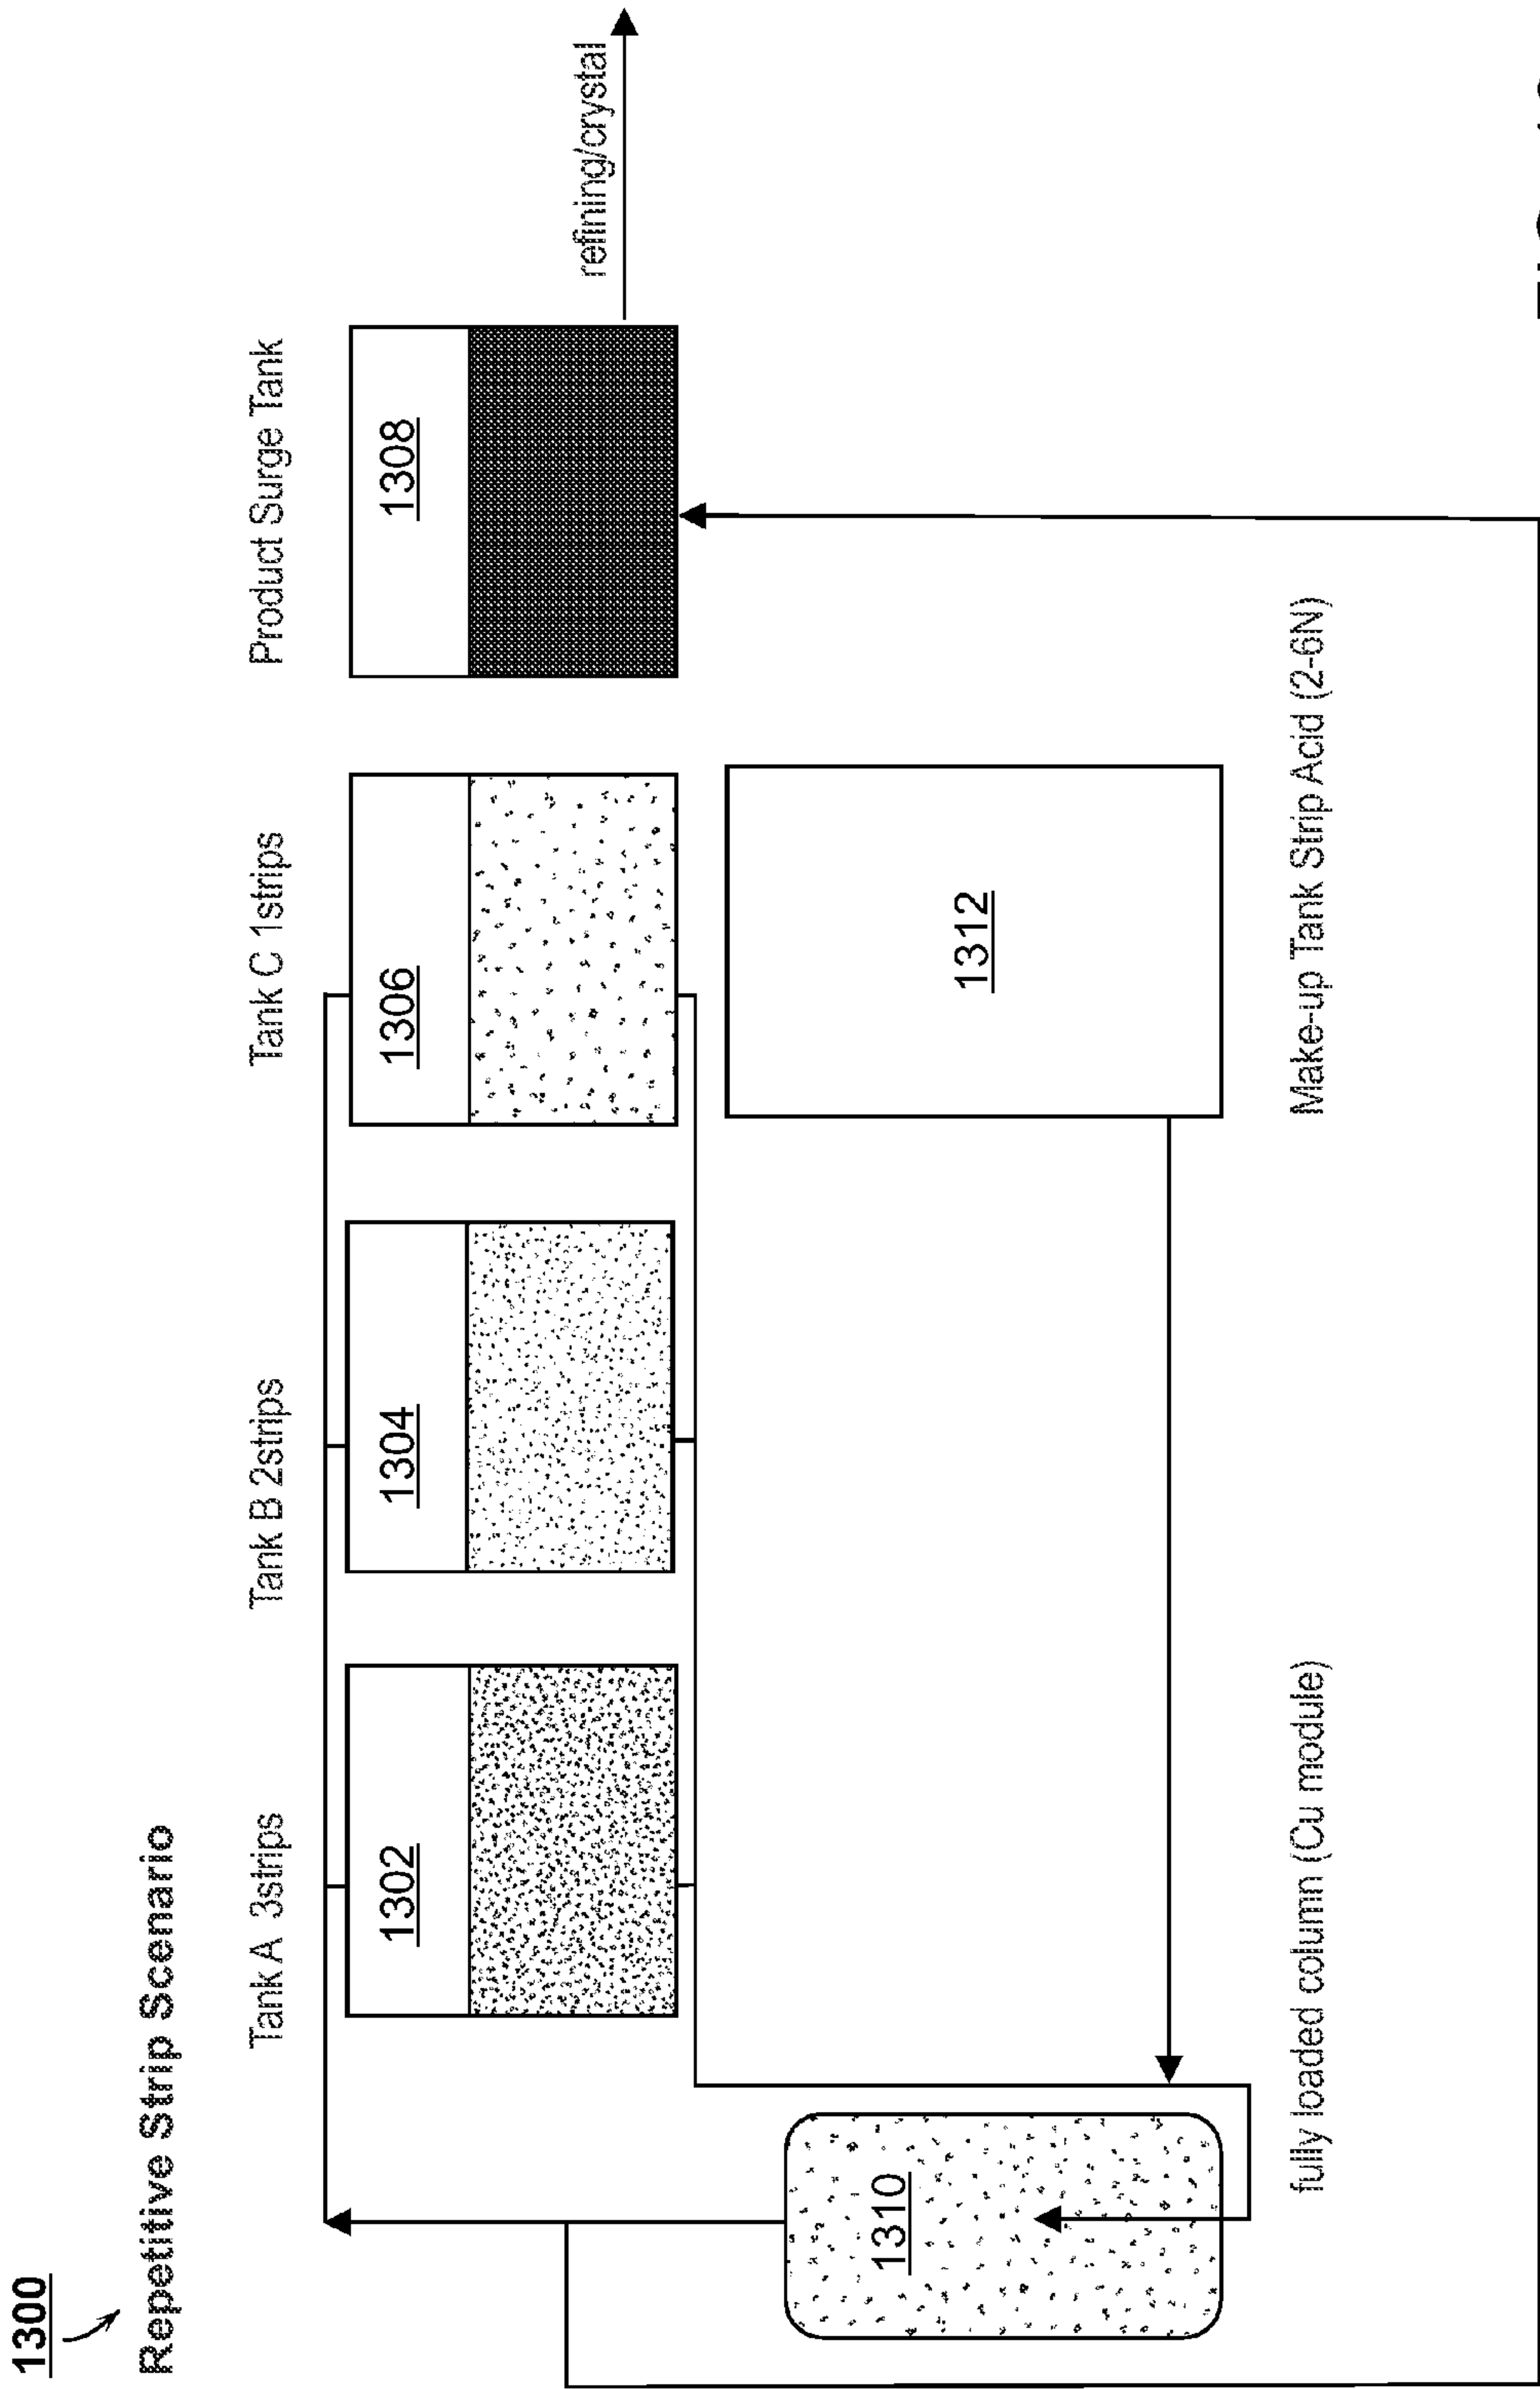 1300
Repetitive Strip Scenario
Tank A 3strips
Tank B 2strips
Tank C 1strips
Product Surge Tank
1302
1304
1306
1308
refining/crystal
1310
1312
fully loaded column (Cu module)
Make-up Tank Strip Acid (2-6N)